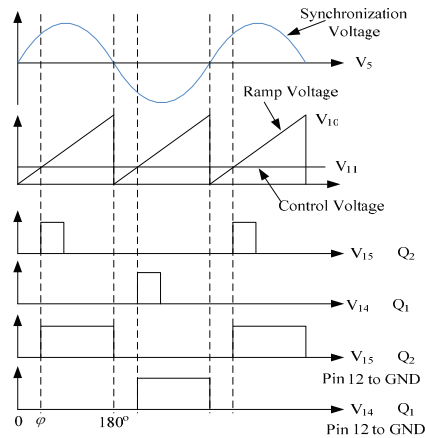 Synchronization
Voltage
V₅
Ramp Voltage
V₁₀
V₁₁
Control Voltage
V₁₅ Q₂
V₁₄ Q₁
V₁₅ Q₂
Pin 12 to GND
V₁₄ Q₁
0 φ 180º
Pin 12 to GND